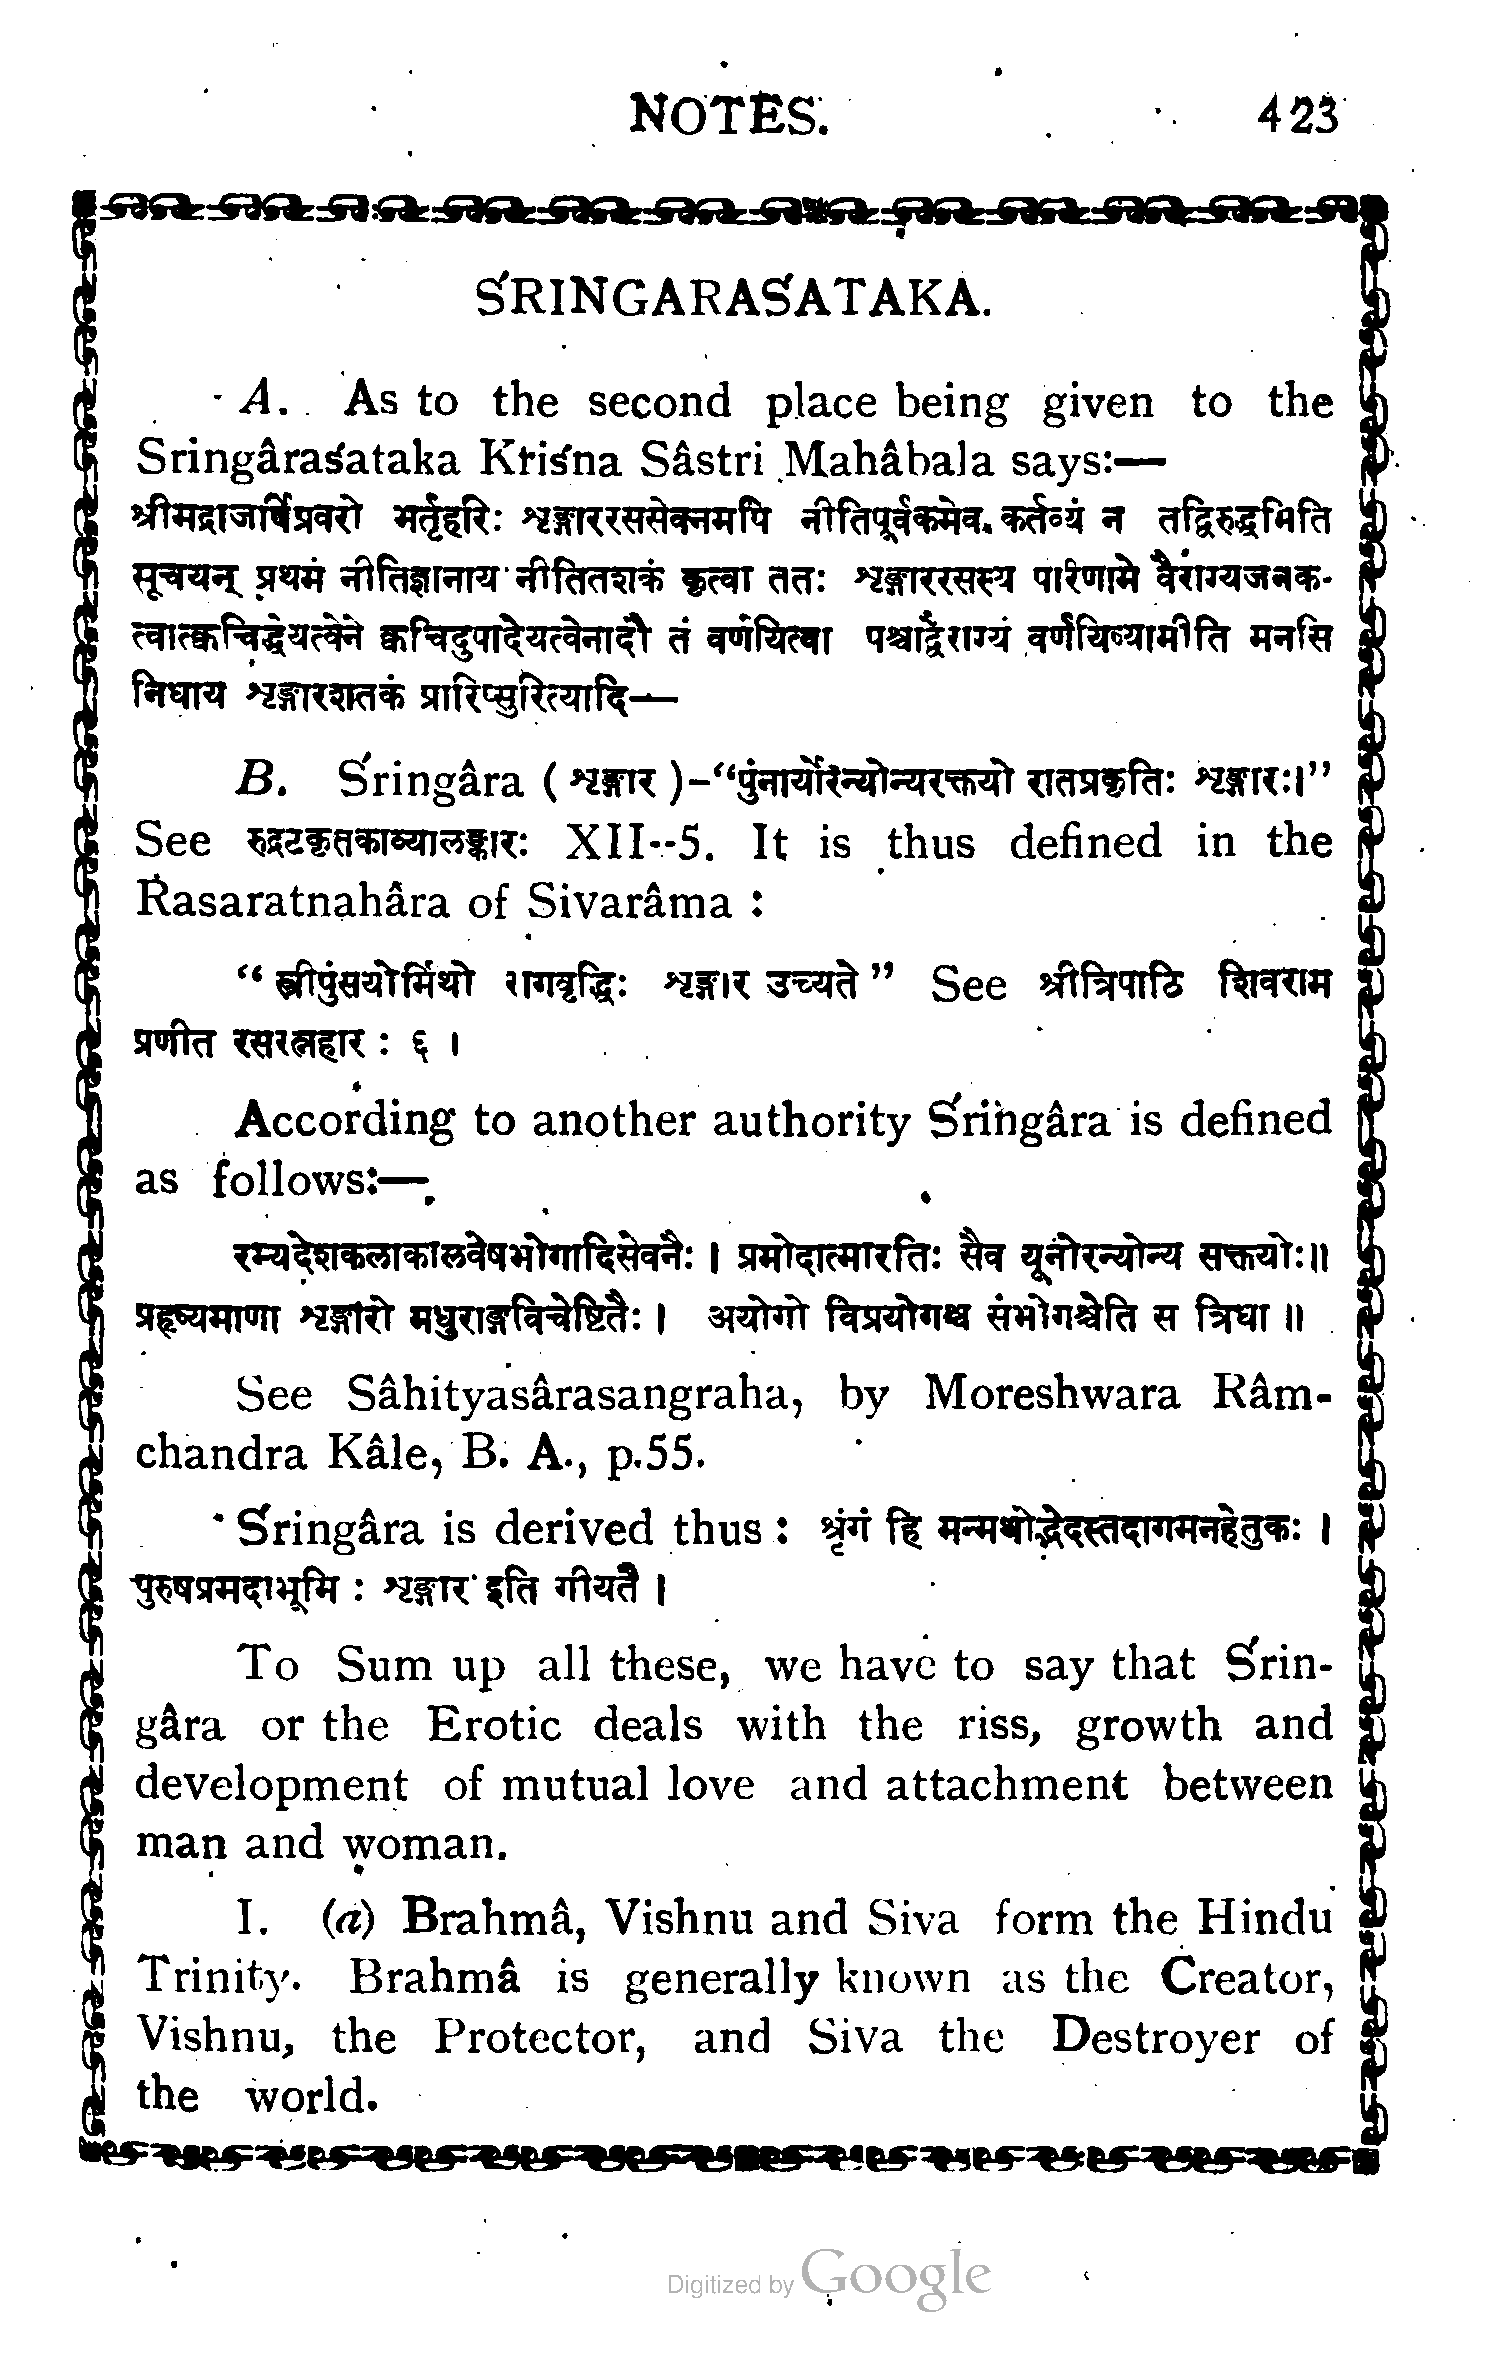 NOTES. 423
ŚRINGARAŚATAKA.
A. As to the second place being given to the
Sringâraśataka Kriśna Sâstri Mahâbala says:—
श्रीमद्राजर्षिप्रवरो भर्तृहरिः शृङ्गाररससेवनमपि नीतिपूर्वकमेव कर्तव्यं न तद्विरुद्धमिति
सूचयन् प्रथमं नीतिज्ञानाय नीतितशकं कृत्वा ततः शृङ्गाररसस्य परिणामे वैराग्यजनक-
त्वात्क्वचिद्धेयत्वेने क्वचिदुपादेयत्वेनादौ तं वर्णयित्वा पश्चाद्वैराग्यं वर्णयिष्यामीति मनसि
निधाय शृङ्गारशतकं प्रारिप्सुरित्यादि—
B. Śringâra ( शृङ्गार )-“पुंनार्योरन्योन्यरक्तयो रातप्रकृतिः शृङ्गारः।”
See रुद्रटकृतकाव्यालङ्कारः XII--5. It is thus defined in the
Rasaratnahâra of Sivarâma :
“ स्त्रीपुंसयोर्मिथो रागवृद्धिः शृङ्गार उच्यते ” See श्रीत्रिपाठि शिवराम
प्रणीत रसरत्नहार : ६ ।
According to another authority Śringâra is defined
as follows:—
रम्यदेशकलाकालवेषभोगादिसेवनैः । प्रमोदात्मारतिः सैव यूनोरन्योन्य सक्तयोः॥
प्रहृष्यमाणा शृङ्गारो मधुराङ्गविचेष्टितैः । अयोगो विप्रयोगश्च संभोगश्चेति स त्रिधा ॥
See Sâhityasârasangraha, by Moreshwara Râm-
chandra Kâle, B. A., p.55.
Śringâra is derived thus : शृंगं हि मन्मथोद्भेदस्तदागमनहेतुकः ।
पुरुषप्रमदाभूमि : शृङ्गार इति गीयतै ।
To Sum up all these, we have to say that Śrin-
gâra or the Erotic deals with the riss, growth and
development of mutual love and attachment between
man and woman.
I. (a) Brahmâ, Vishnu and Siva form the Hindu
Trinity. Brahmâ is generally known as the Creator,
Vishnu, the Protector, and Siva the Destroyer of
the world.
Digitized by Google